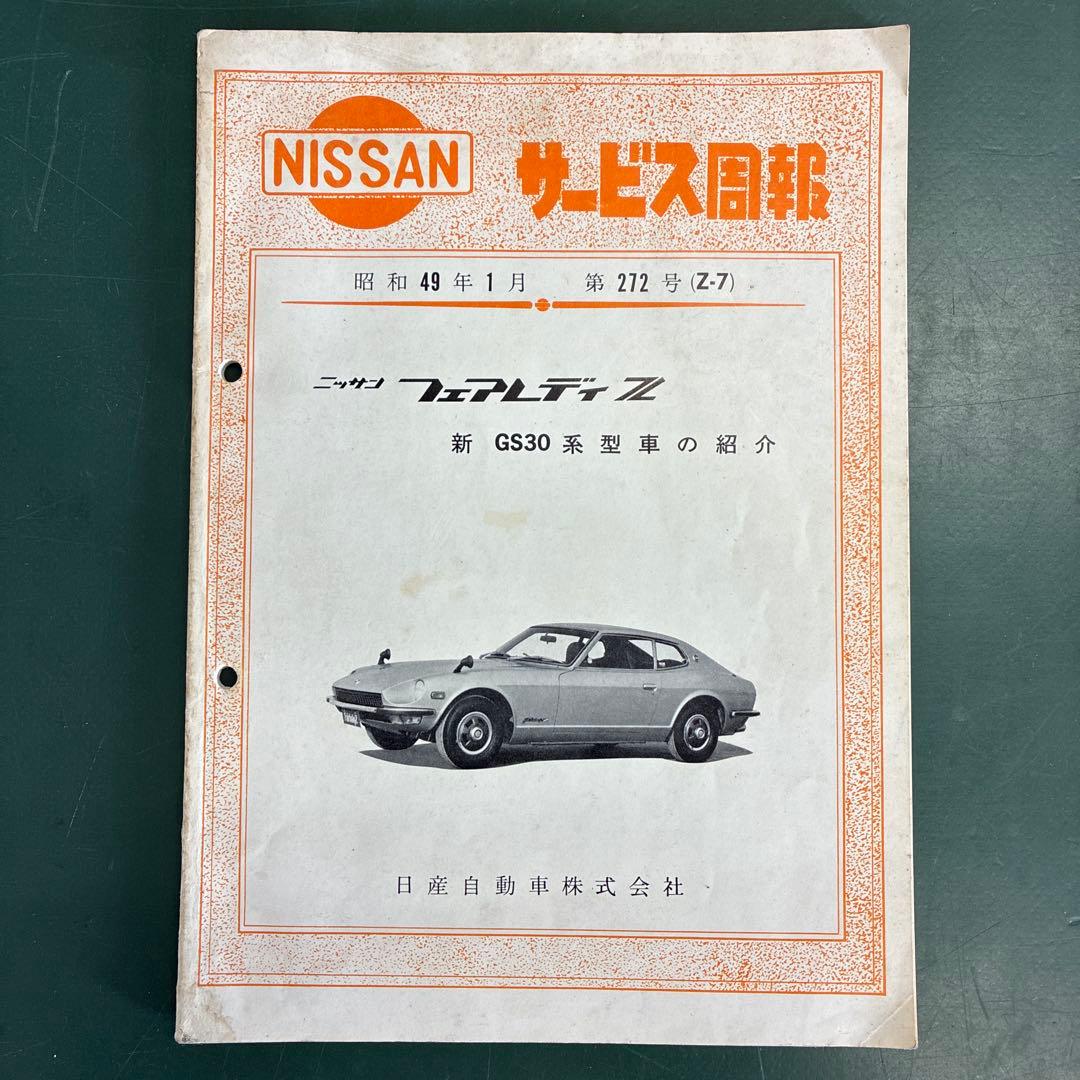 NISSAN
サービス周報
昭和49年1月 第272号(Z-7)
ニッサン フェアレディ Z
新 GS30系型車の紹介
日産自動車株式会社